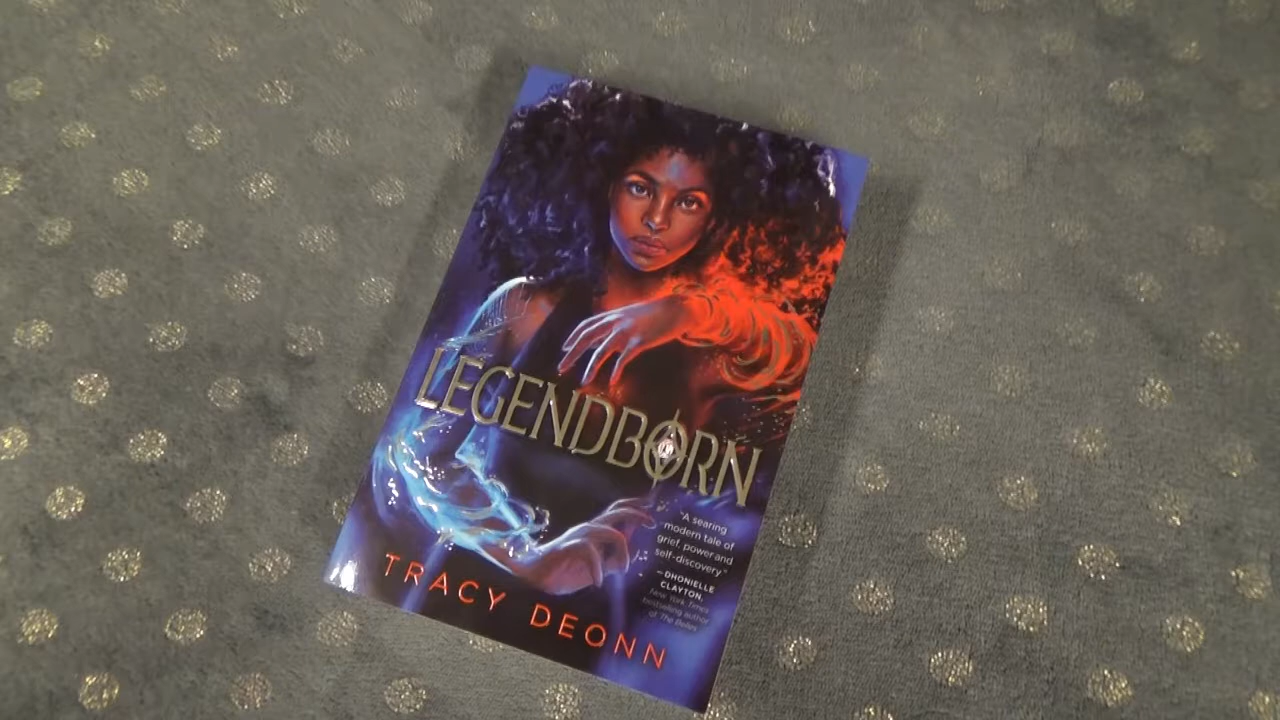 LEGENDBORN
"A searing
modern tale of
grief, power and
self-discovery."
—DHONIELLE
CLAYTON,
New York Times
bestselling author
of The Belles
TRACY DEONN